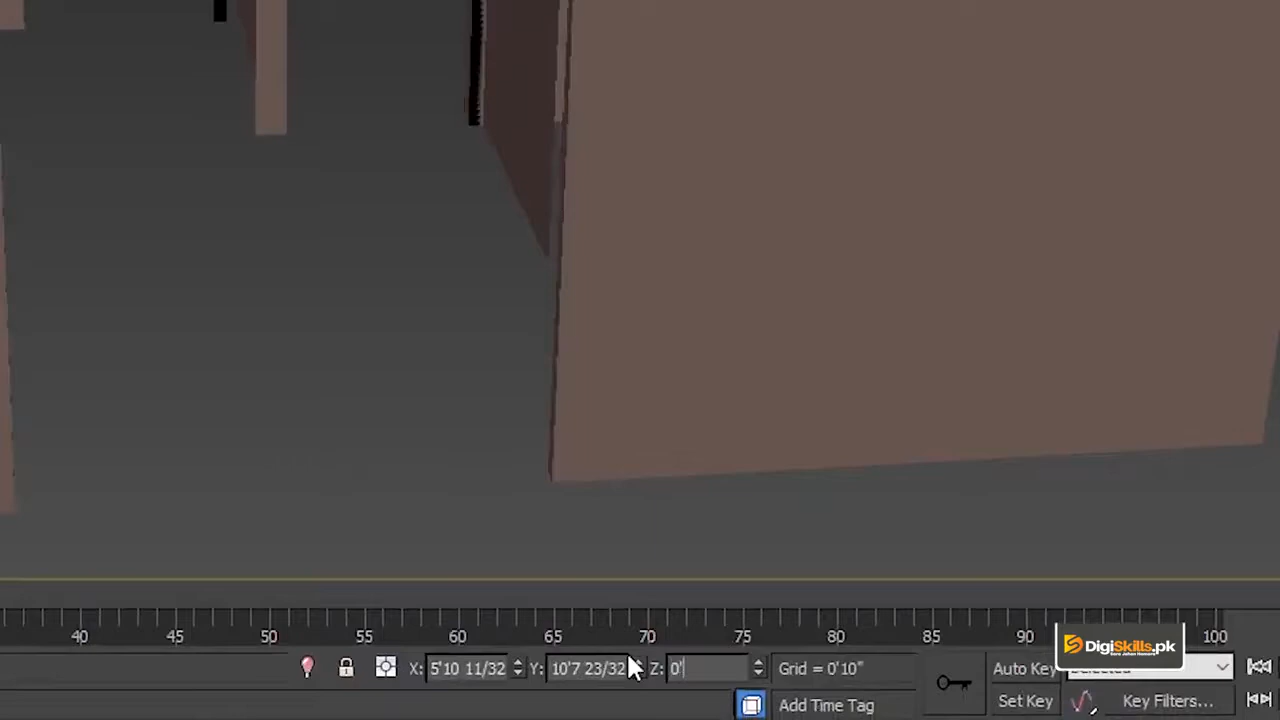 40 45 50 55 60 65 70 75 80 85 90 100
DigiSkills.pk
X: 5'10 11/32 Y: 10'7 23/32 Z: 0' Grid = 0'10" Auto Key
Add Time Tag Set Key Key Filters...